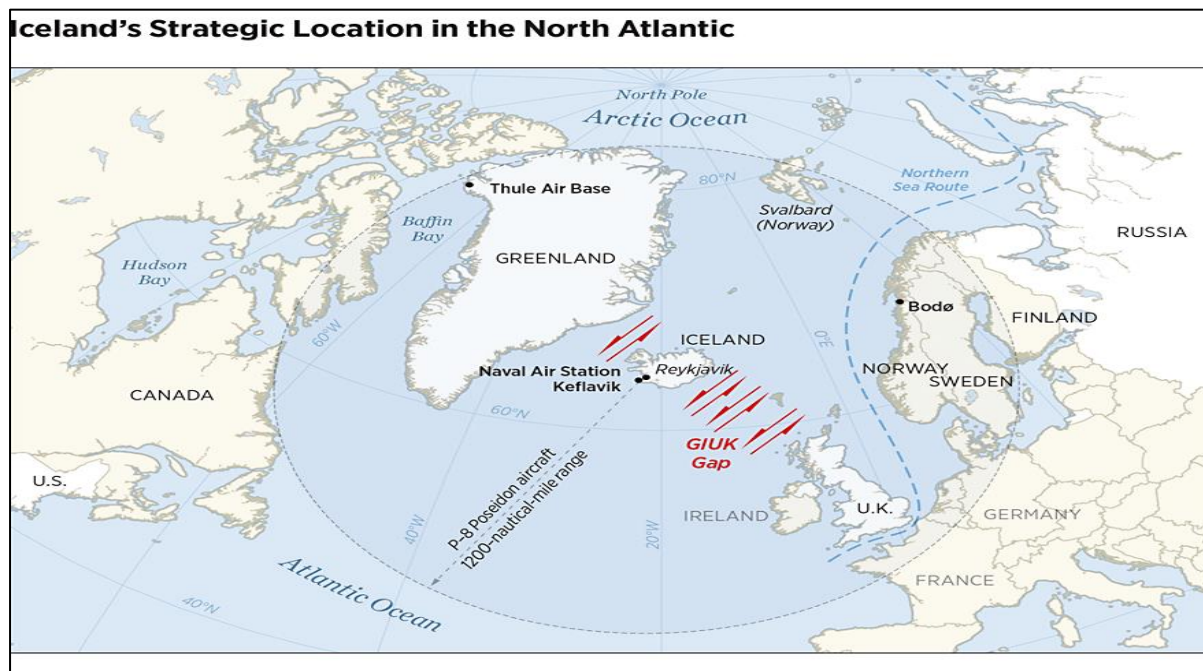 Iceland's Strategic Location in the North Atlantic
North Pole
Arctic Ocean
Thule Air Base
80°N
Northern
Sea Route
Svalbard
(Norway)
Baffin
Bay
RUSSIA
Hudson
Bay
GREENLAND
Bodø
FINLAND
60°W
0°E
ICELAND
Reykjavik
Naval Air Station
Keflavik
NORWAY
SWEDEN
CANADA
60°N
GIUK
Gap
P-8 Poseidon aircraft
1200-nautical-mile range
U.S.
U.K.
IRELAND
GERMANY
40°W
20°W
FRANCE
Atlantic Ocean
40°N